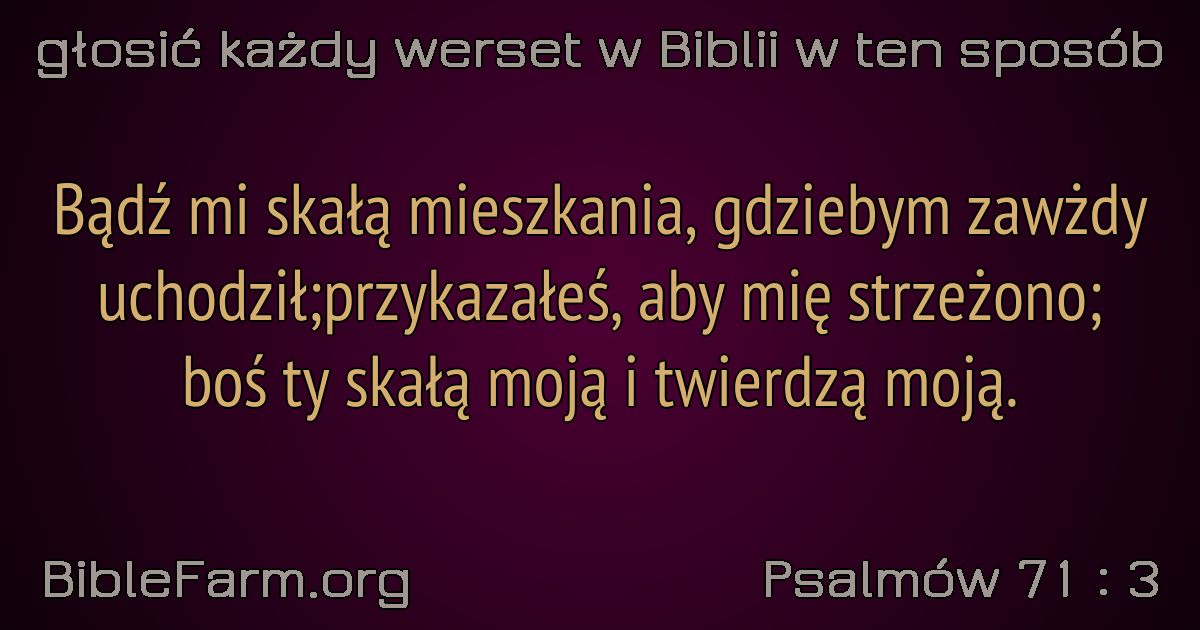 głosić każdy werset w Biblii w ten sposób
Bądź mi skałą mieszkania, gdziebym zawżdy
uchodził;przykazałeś, aby mię strzeżono;
boś ty skałą moją i twierdzą moją.
BibleFarm.org
Psalmów 71 : 3